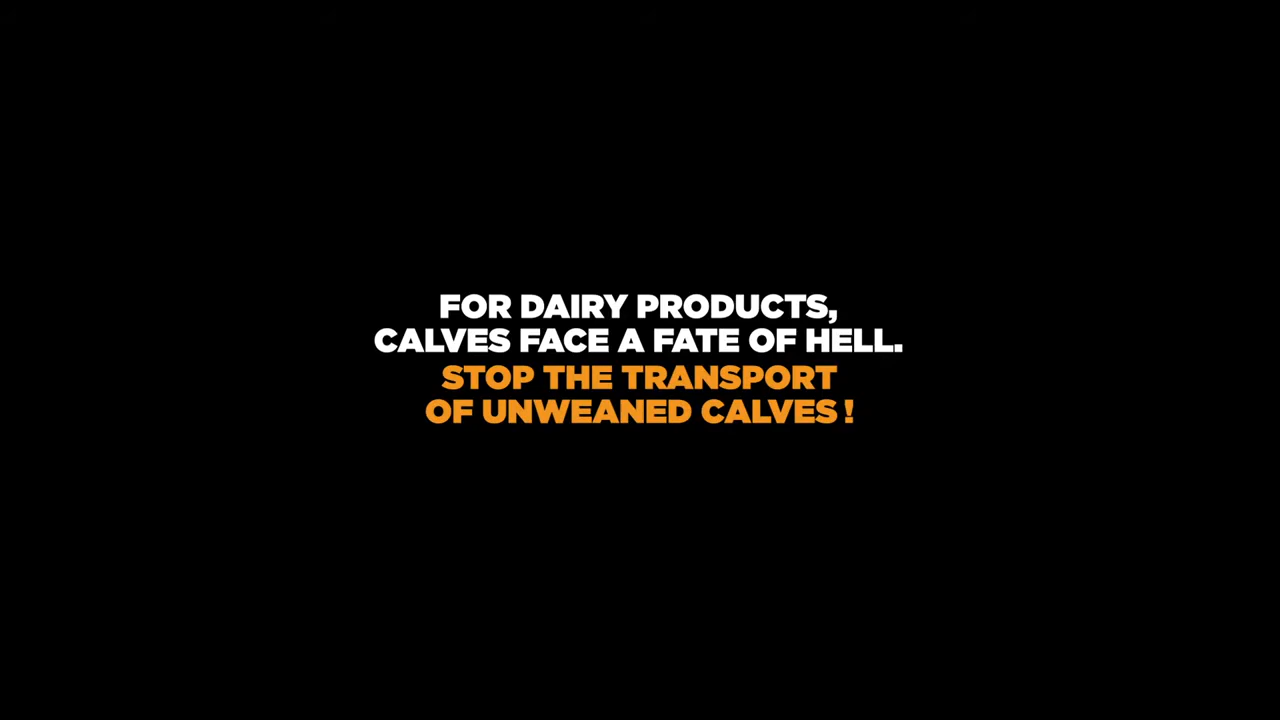 FOR DAIRY PRODUCTS,
CALVES FACE A FATE OF HELL.
STOP THE TRANSPORT
OF UNWEANED CALVES !